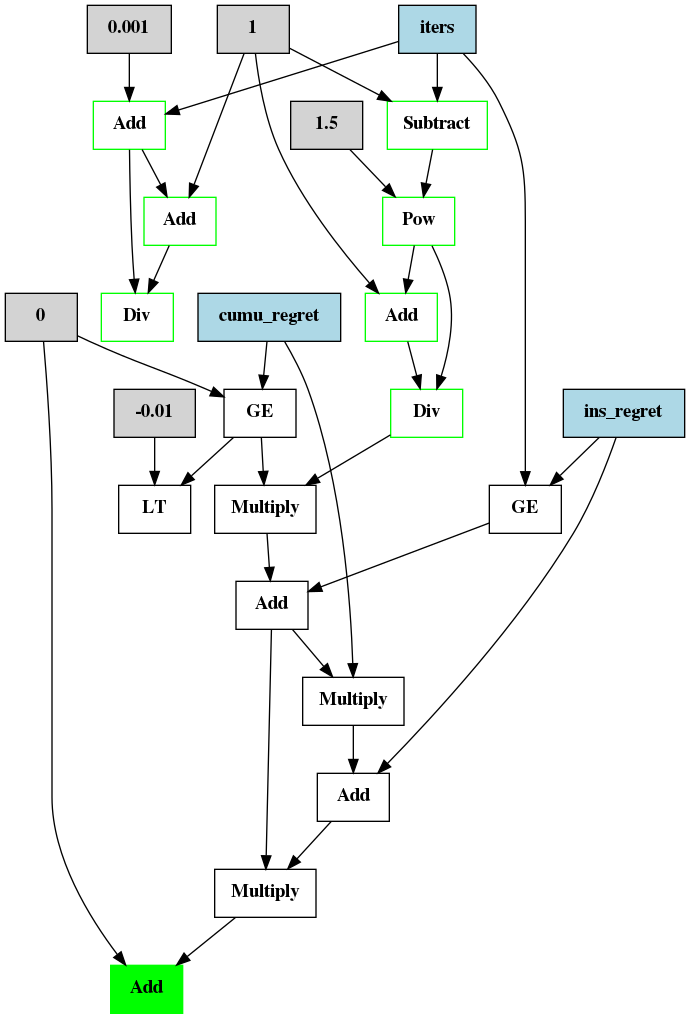 0.001
1
iters
Add
1.5
Subtract
Add
Pow
0
Div
cumu_regret
Add
-0.01
GE
Div
ins_regret
LT
Multiply
GE
Add
Multiply
Add
Multiply
Add